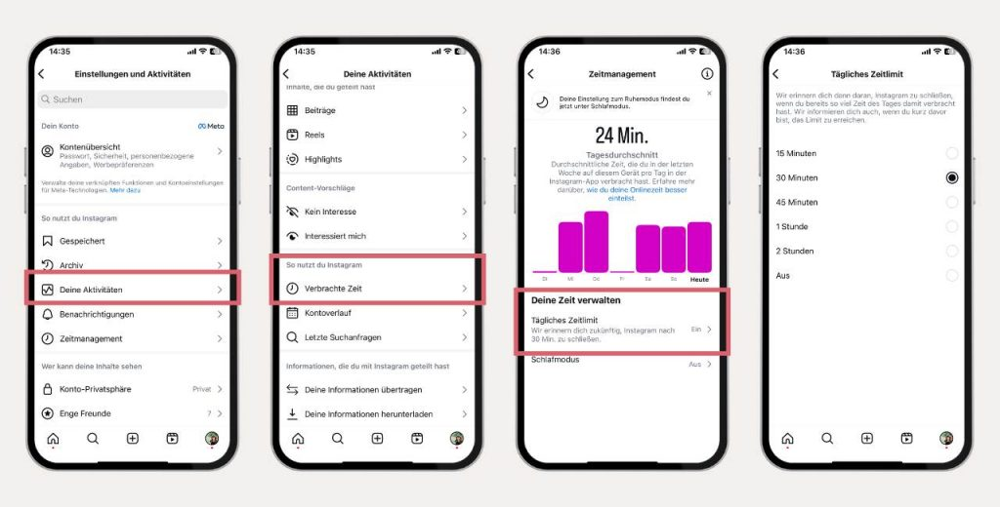 14:35
Einstellungen und Aktivitäten
Suchen
Dein Konto
Meta
Kontenübersicht
Passwort, Sicherheit, personenbezogene
Angaben, Werbepräferenzen
Verwalte deine verknüpften Funktionen und Kontoeinstellungen
für Meta-Technologien. Mehr dazu
So nutzt du Instagram
Gespeichert
Archiv
Deine Aktivitäten
Benachrichtigungen
Zeitmanagement
Wer kann deine Inhalte sehen
Konto-Privatsphäre Privat
Enge Freunde 7
14:35
Deine Aktivitäten
Inhalte, die du geteilt hast
Beiträge
Reels
Highlights
Content-Vorschläge
Kein Interesse
Interessiert mich
So nutzt du Instagram
Verbrachte Zeit
Kontoverlauf
Letzte Suchanfragen
Informationen, die du mit Instagram geteilt hast
Deine Informationen übertragen
Deine Informationen herunterladen
14:36
Zeitmanagement
Deine Einstellung zum Ruhemodus findest du
jetzt unter Schlafmodus.
24 Min.
Tagesdurchschnitt
Durchschnittliche Zeit, die du in der letzten
Woche auf diesem Gerät pro Tag in der
Instagram-App verbracht hast. Erfahre mehr
darüber, wie du deine Onlinezeit besser
einteilst.
Di Mi Do Fr Sa So Heute
Deine Zeit verwalten
Tägliches Zeitlimit
Wir erinnern dich zukünftig, Instagram nach
30 Min. zu schließen.
Ein
Schlafmodus
Aus
14:36
Tägliches Zeitlimit
Wir erinnern dich dann daran, Instagram zu schließen,
wenn du bereits so viel Zeit des Tages damit verbracht
hast. Wir informieren dich auch, wenn du kurz davor
bist, das Limit zu erreichen.
15 Minuten
30 Minuten
45 Minuten
1 Stunde
2 Stunden
Aus